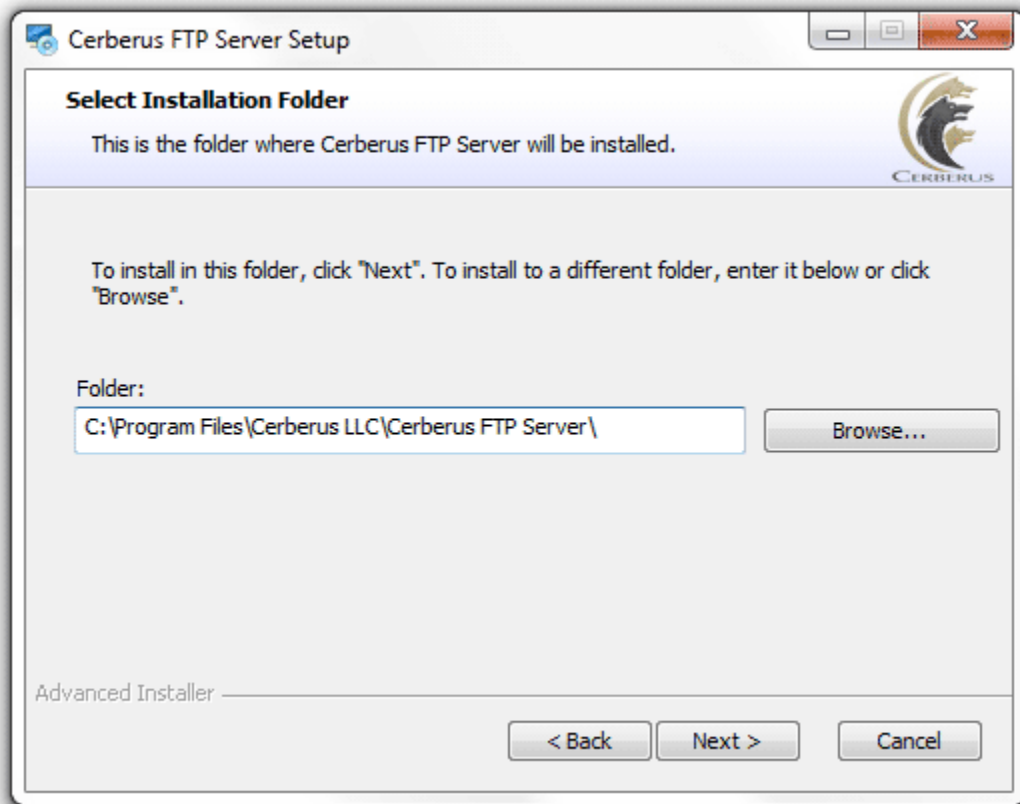 Cerberus FTP Server Setup
Select Installation Folder
This is the folder where Cerberus FTP Server will be installed.
CERBERUS
To install in this folder, click "Next". To install to a different folder, enter it below or click
"Browse".
Folder:
C:\Program Files\Cerberus LLC\Cerberus FTP Server\
Browse...
Advanced Installer
< Back
Next >
Cancel